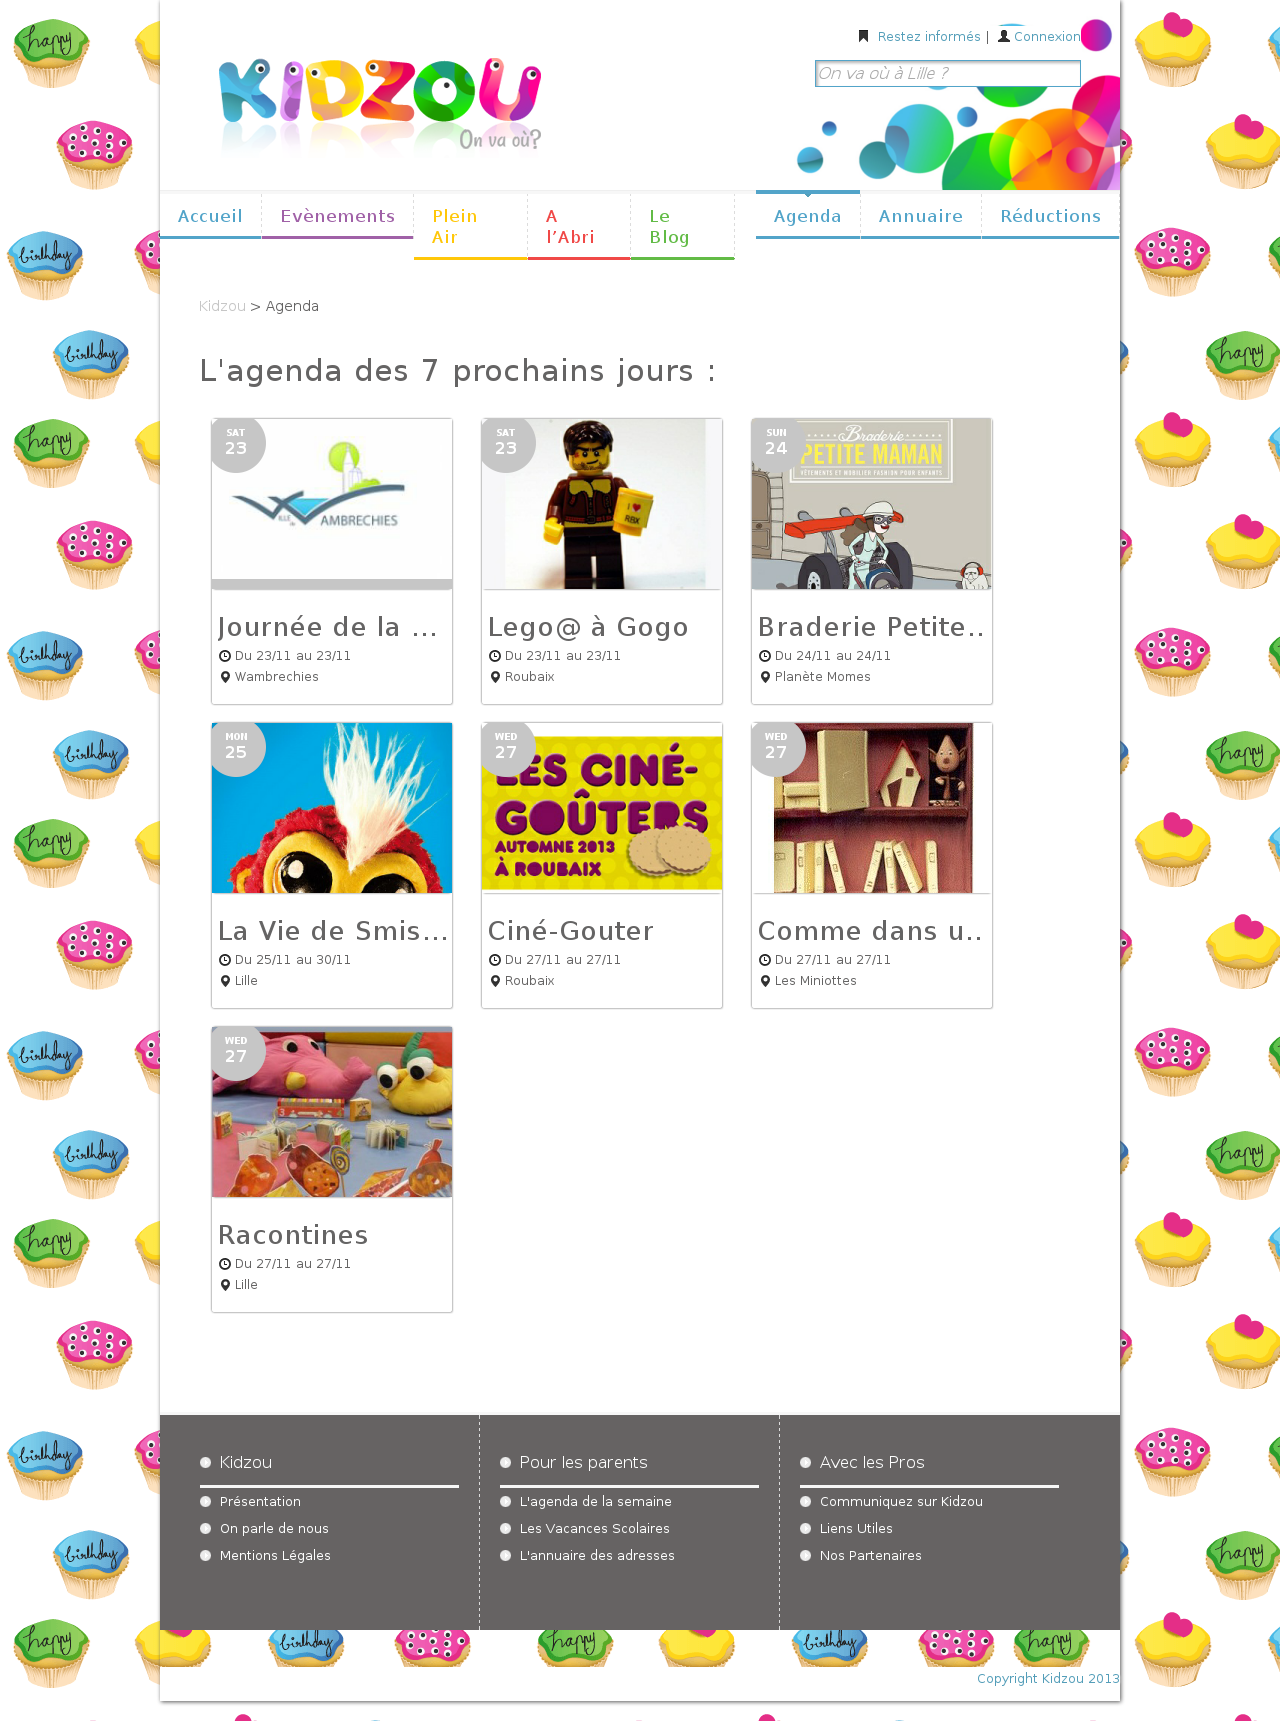 Restez informés | Connexion
KIDZOU
On va où?
On va où à Lille ?
Accueil
Evènements
Plein Air
A l’Abri
Le Blog
Agenda
Annuaire
Réductions
Kidzou > Agenda
L'agenda des 7 prochains jours :
SAT
23
VILLE de
WAMBRECHIES
Journée de la ...
Du 23/11 au 23/11
Wambrechies
SAT
23
I ♥
RBX
Lego@ à Gogo
Du 23/11 au 23/11
Roubaix
SUN
24
Braderie
PETITE MAMAN
VÊTEMENTS ET MOBILIER FASHION POUR ENFANTS
Braderie Petite..
Du 24/11 au 24/11
Planète Momes
MON
25
La Vie de Smis...
Du 25/11 au 30/11
Lille
WED
27
LES CINÉ-
GOÛTERS
AUTOMNE 2013
À ROUBAIX
Ciné-Gouter
Du 27/11 au 27/11
Roubaix
WED
27
Comme dans u..
Du 27/11 au 27/11
Les Miniottes
WED
27
Racontines
Du 27/11 au 27/11
Lille
Kidzou
Présentation
On parle de nous
Mentions Légales
Pour les parents
L'agenda de la semaine
Les Vacances Scolaires
L'annuaire des adresses
Avec les Pros
Communiquez sur Kidzou
Liens Utiles
Nos Partenaires
Copyright Kidzou 2013
happy
birthday